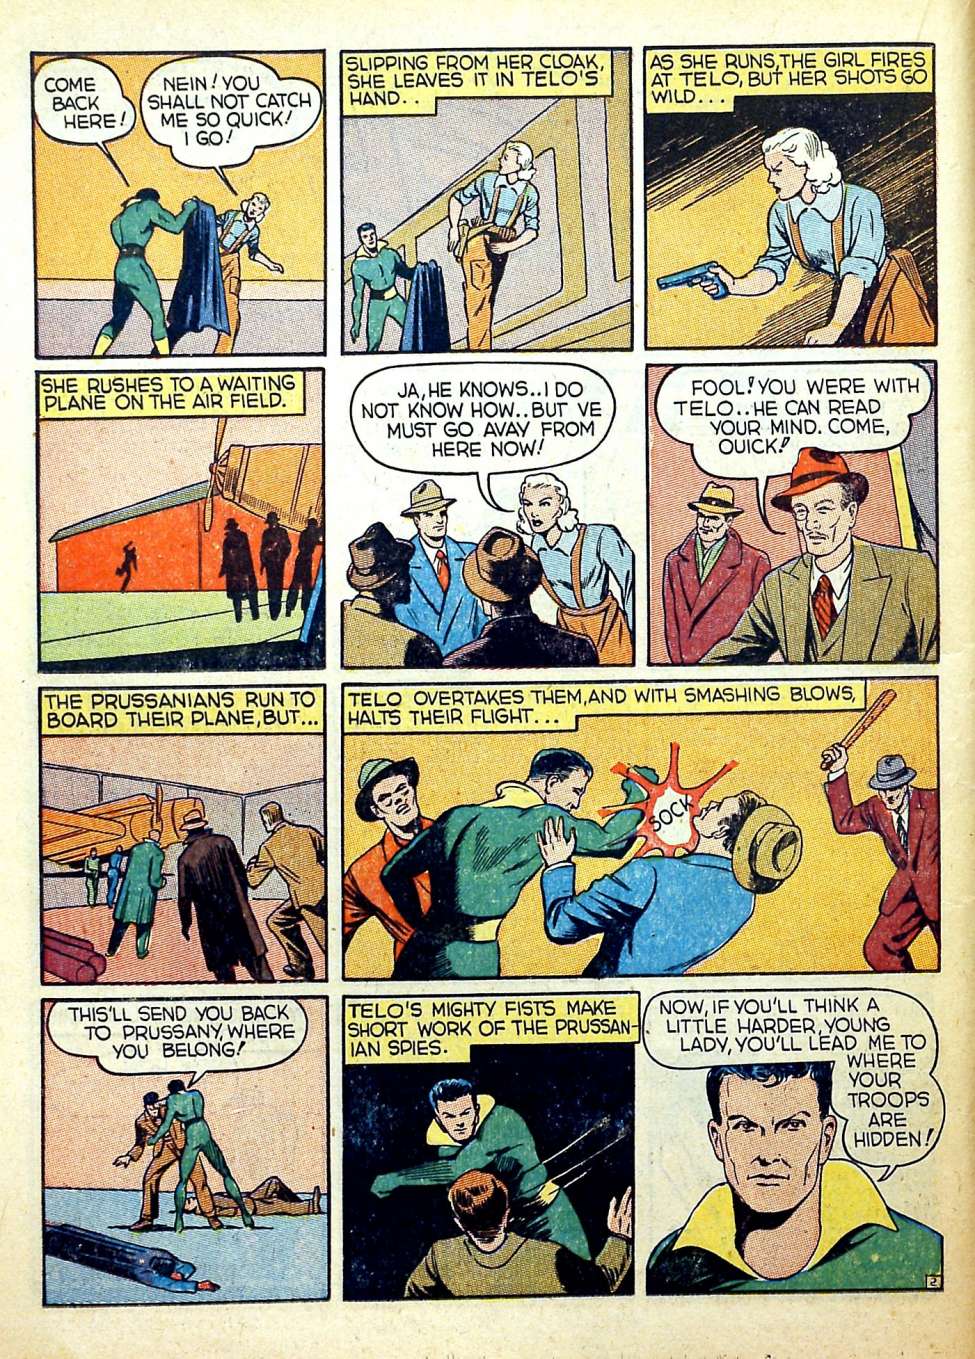 COME
BACK
HERE!
NEIN! YOU
SHALL NOT CATCH
ME SO QUICK!
I GO!
SLIPPING FROM HER CLOAK,
SHE LEAVES IT IN TELO'S
HAND..
AS SHE RUNS, THE GIRL FIRES
AT TELO, BUT HER SHOTS GO
WILD...
SHE RUSHES TO A WAITING
PLANE ON THE AIR FIELD.
JA, HE KNOWS.. I DO
NOT KNOW HOW.. BUT VE
MUST GO AVAY FROM
HERE NOW!
FOOL! YOU WERE WITH
TELO.. HE CAN READ
YOUR MIND. COME,
QUICK!
THE PRUSSANIANS RUN TO
BOARD THEIR PLANE, BUT...
TELO OVERTAKES THEM, AND WITH SMASHING BLOWS,
HALTS THEIR FLIGHT...
SOCK
THIS'LL SEND YOU BACK
TO PRUSSANY, WHERE
YOU BELONG!
TELO'S MIGHTY FISTS MAKE
SHORT WORK OF THE PRUSSAN-
IAN SPIES.
NOW, IF YOU'LL THINK A
LITTLE HARDER, YOUNG
LADY, YOU'LL LEAD ME TO
WHERE
YOUR
TROOPS
ARE
HIDDEN!
2